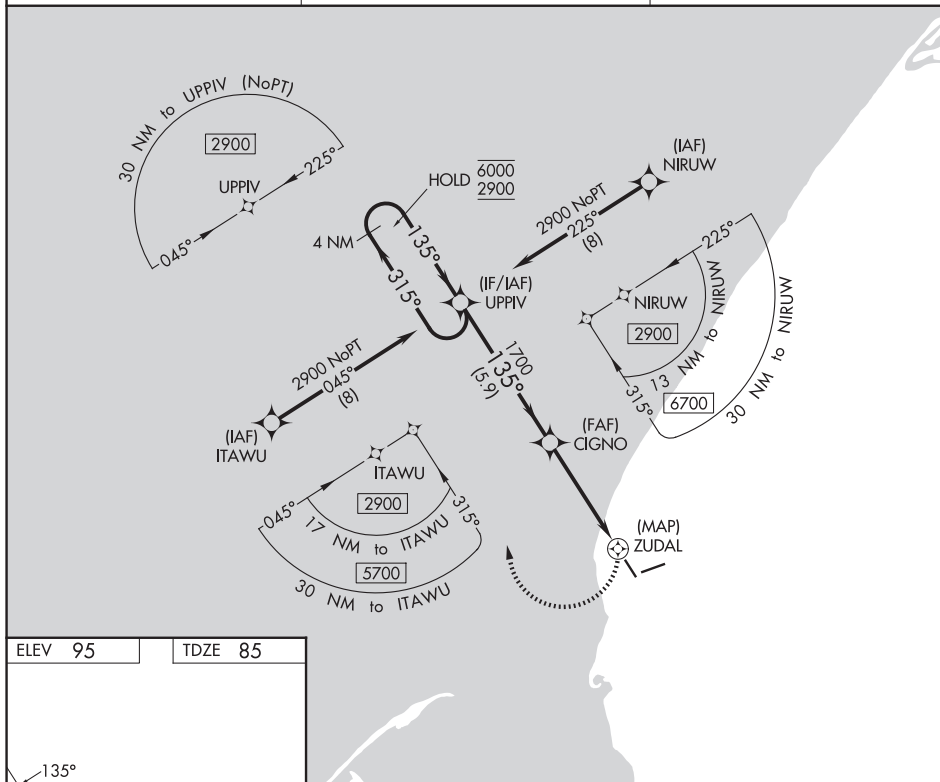 30 NM to UPPIV (NoPT)
2900
UPPIV
225°
045°
HOLD 6000
2900
4 NM
135°
315°
(IF/IAF)
UPPIV
(IAF)
NIRUW
2900 NoPT
225°
(8)
225°
NIRUW
2900
13 NM to NIRUW
315°
6700
30 NM to NIRUW
2900 NoPT
045°
(8)
(IAF)
ITAWU
1700
135°
(5.9)
(FAF)
CIGNO
ITAWU
045°
2900
315°
17 NM to ITAWU
5700
30 NM to ITAWU
(MAP)
ZUDAL
ELEV 95
TDZE 85
135°